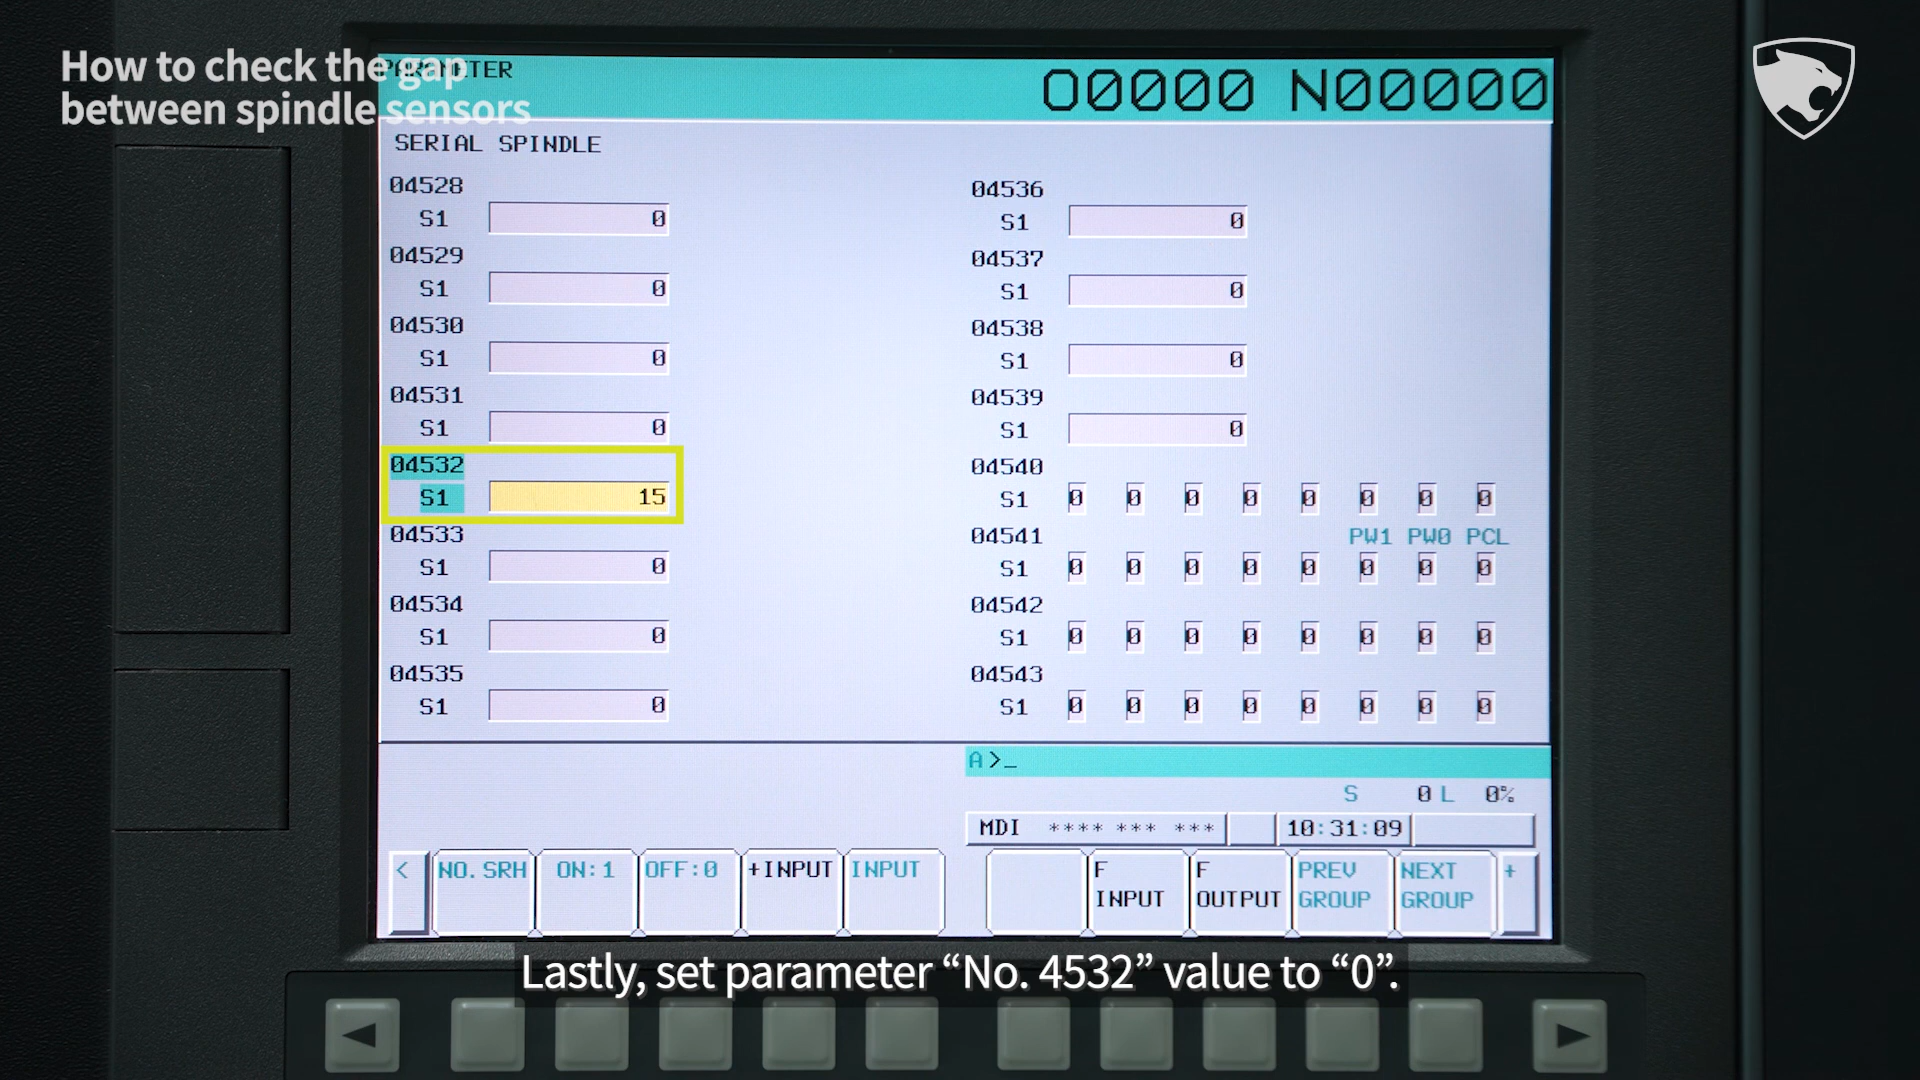 How to check the gap
between spindle sensors
PARAMETER
O0000 N00000
SERIAL SPINDLE
04528
S1 0
04529
S1 0
04530
S1 0
04531
S1 0
04532
S1 15
04533
S1 0
04534
S1 0
04535
S1 0
04536
S1 0
04537
S1 0
04538
S1 0
04539
S1 0
04540
S1 0 0 0 0 0 0 0 0
04541 PW1 PW0 PCL
S1 0 0 0 0 0 0 0 0
04542
S1 0 0 0 0 0 0 0 0
04543
S1 0 0 0 0 0 0 0 0
A>_
S 0 L 0%
MDI **** *** *** 10:31:09
< NO.SRH ON:1 OFF:0 +INPUT INPUT
F INPUT
F OUTPUT
PREV GROUP
NEXT GROUP
+
Lastly, set parameter “No. 4532” value to “0”.